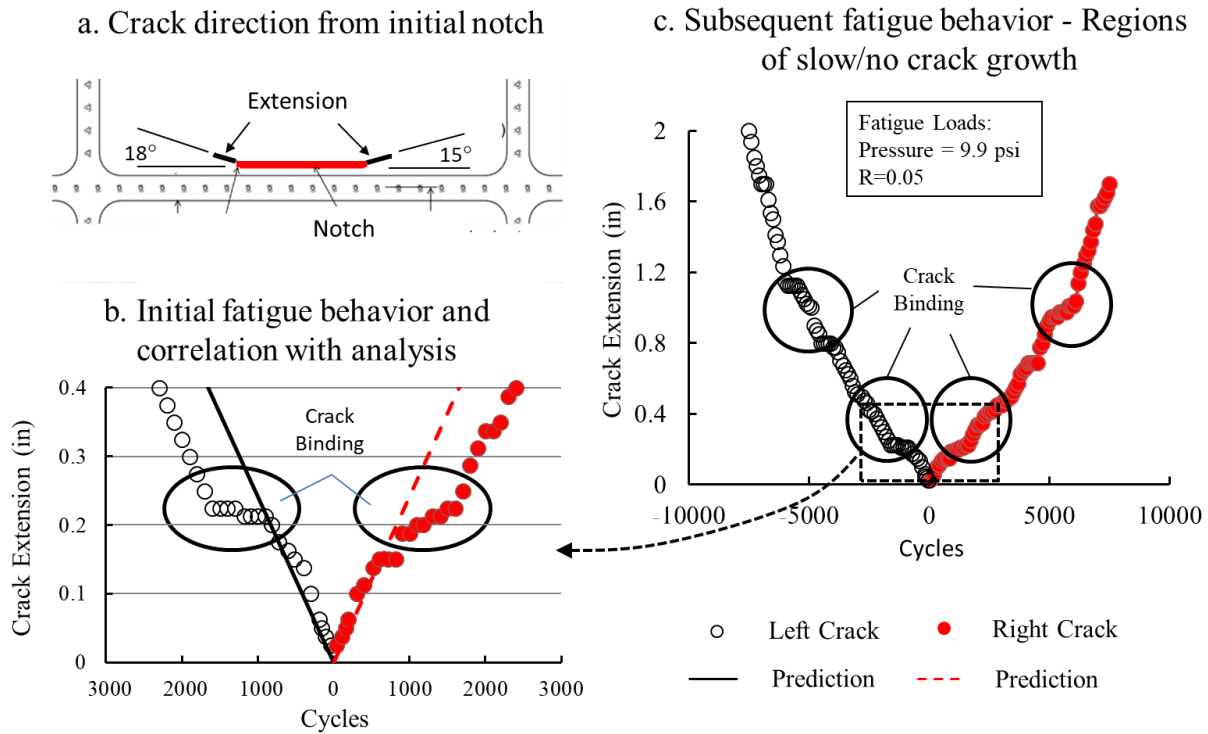 a. Crack direction from initial notch
Extension
18°
15°
)
Notch
b. Initial fatigue behavior and
correlation with analysis
Crack Extension (in)
0.4
0.3
0.2
0.1
0
Crack
Binding
3000
2000
1000
0
1000
2000
3000
Cycles
c. Subsequent fatigue behavior - Regions
of slow/no crack growth
Fatigue Loads:
Pressure = 9.9 psi
R=0.05
Crack Extension (in)
2
1.6
1.2
0.8
0.4
0
Crack
Binding
-10000
-5000
0
5000
10000
Cycles
Left Crack
Right Crack
Prediction
Prediction